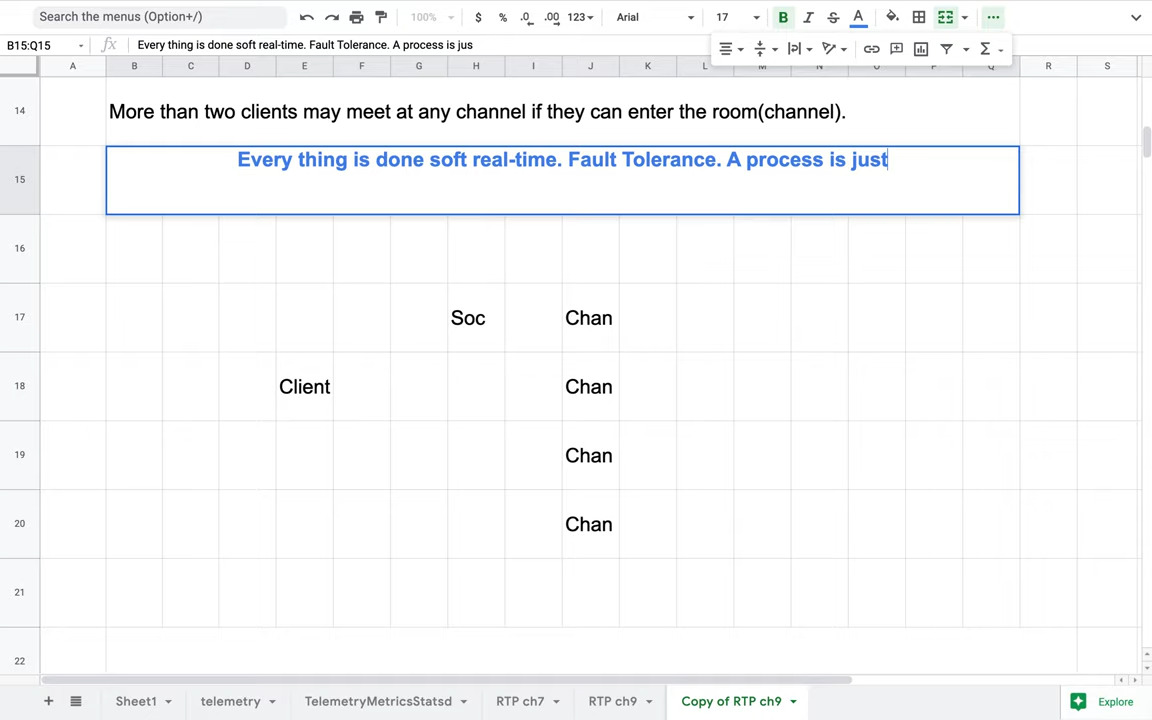 Search the menus (Option+/)
100%
$ % .0 .00 123
Arial
17
B I S A
B15:Q15
fx
Every thing is done soft real-time. Fault Tolerance. A process is jus
Σ
A B C D E F G H I J K L M N O P Q R S
14
More than two clients may meet at any channel if they can enter the room(channel).
15
Every thing is done soft real-time. Fault Tolerance. A process is just
16
17
Soc
Chan
18
Client
Chan
19
Chan
20
Chan
21
22
Sheet1
telemetry
TelemetryMetricsStatsd
RTP ch7
RTP ch9
Copy of RTP ch9
Explore